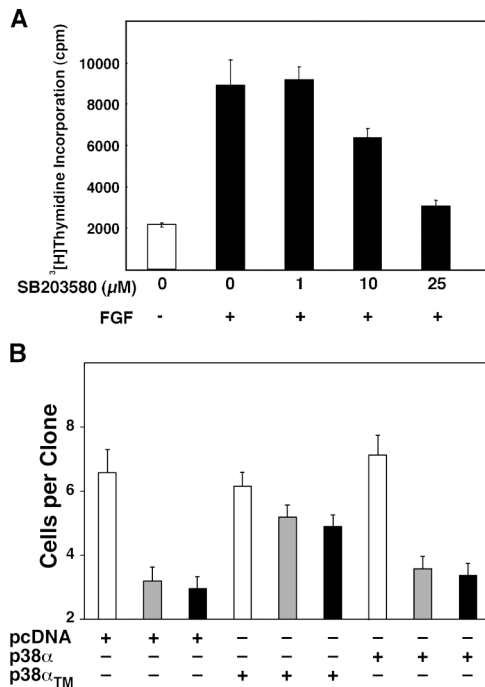 A
³[H]Thymidine Incorporation (cpm)
10000
8000
6000
4000
2000
SB203580 (µM) 0 0 1 10 25
FGF - + + + +
B
Cells per Clone
8
6
4
2
pcDNA + + + – – – – – –
p38α – – – – – – + + +
p38αTM – – – + + + – – –